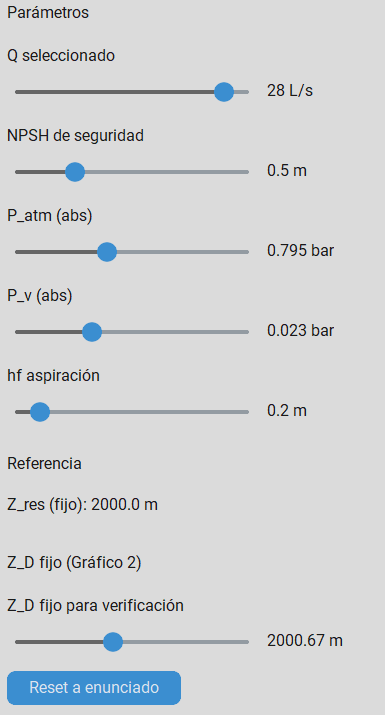 Parámetros
Q seleccionado
28 L/s
NPSH de seguridad
0.5 m
P_atm (abs)
0.795 bar
P_v (abs)
0.023 bar
hf aspiración
0.2 m
Referencia
Z_res (fijo): 2000.0 m
Z_D fijo (Gráfico 2)
Z_D fijo para verificación
2000.67 m
Reset a enunciado